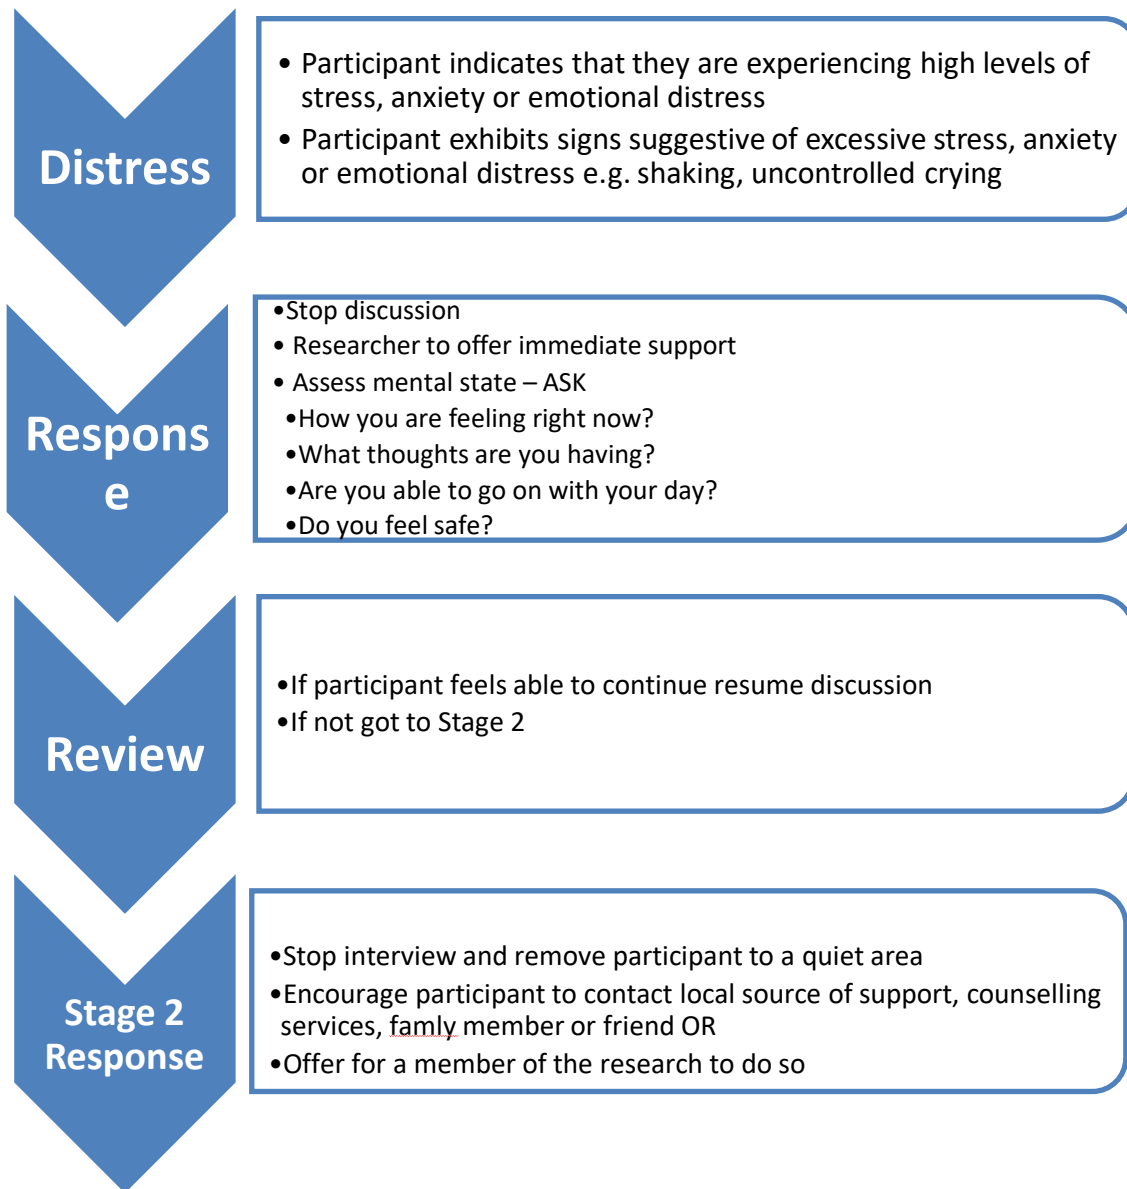 Distress
• Participant indicates that they are experiencing high levels of
stress, anxiety or emotional distress
• Participant exhibits signs suggestive of excessive stress, anxiety
or emotional distress e.g. shaking, uncontrolled crying
Respons
e
•Stop discussion
• Researcher to offer immediate support
• Assess mental state – ASK
•How you are feeling right now?
•What thoughts are you having?
•Are you able to go on with your day?
•Do you feel safe?
Review
•If participant feels able to continue resume discussion
•If not got to Stage 2
Stage 2
Response
•Stop interview and remove participant to a quiet area
•Encourage participant to contact local source of support, counselling
services, famly member or friend OR
•Offer for a member of the research to do so